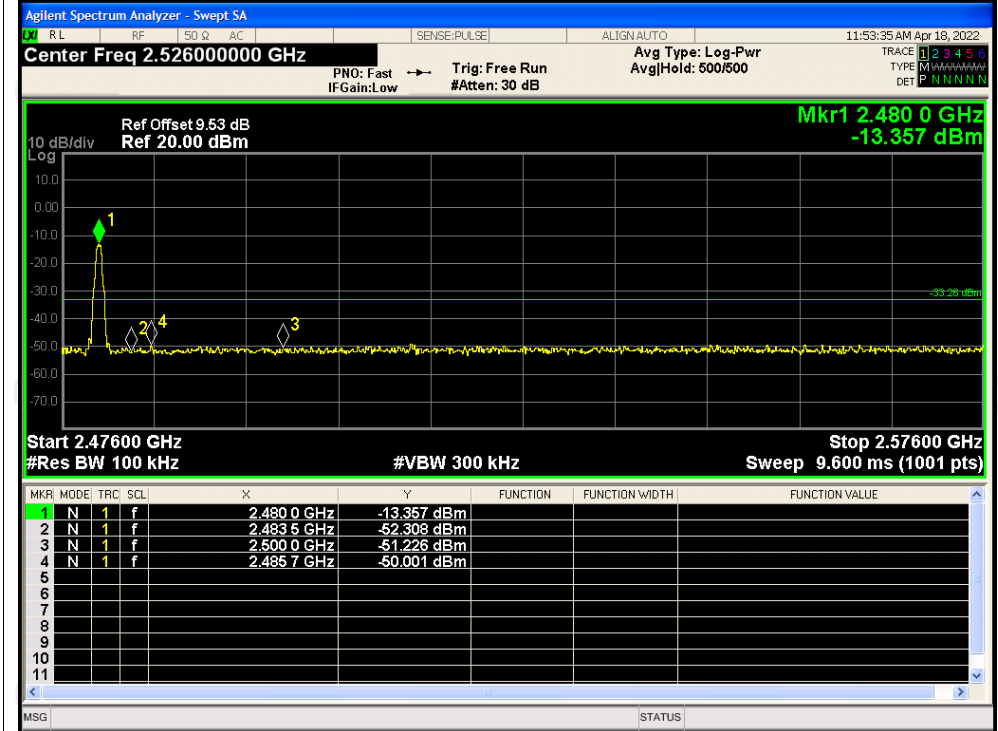 Agilent Spectrum Analyzer - Swept SA
LXI RL RF 50 Ω AC SENSE:PULSE ALIGN AUTO 11:53:35 AM Apr 18, 2022
Center Freq 2.526000000 GHz
PNO: Fast
IFGain:Low
Trig: Free Run
#Atten: 30 dB
Avg Type: Log-Pwr
Avg|Hold: 500/500
TRACE 1 2 3 4 5 6
TYPE M
DET P N N N N N
Mkr1 2.480 0 GHz
-13.357 dBm
Ref Offset 9.53 dB
10 dB/div Ref 20.00 dBm
Log
10.0
0.00
-10.0
-20.0
-30.0
-40.0
-50.0
-60.0
-70.0
1
2
4
3
-33.26 dBm
Start 2.47600 GHz Stop 2.57600 GHz
#Res BW 100 kHz #VBW 300 kHz Sweep 9.600 ms (1001 pts)
MKR MODE TRC SCL X Y FUNCTION FUNCTION WIDTH FUNCTION VALUE
1 N 1 f 2.480 0 GHz -13.357 dBm
2 N 1 f 2.483 5 GHz -52.308 dBm
3 N 1 f 2.500 0 GHz -51.226 dBm
4 N 1 f 2.485 7 GHz -50.001 dBm
5
6
7
8
9
10
11
MSG STATUS